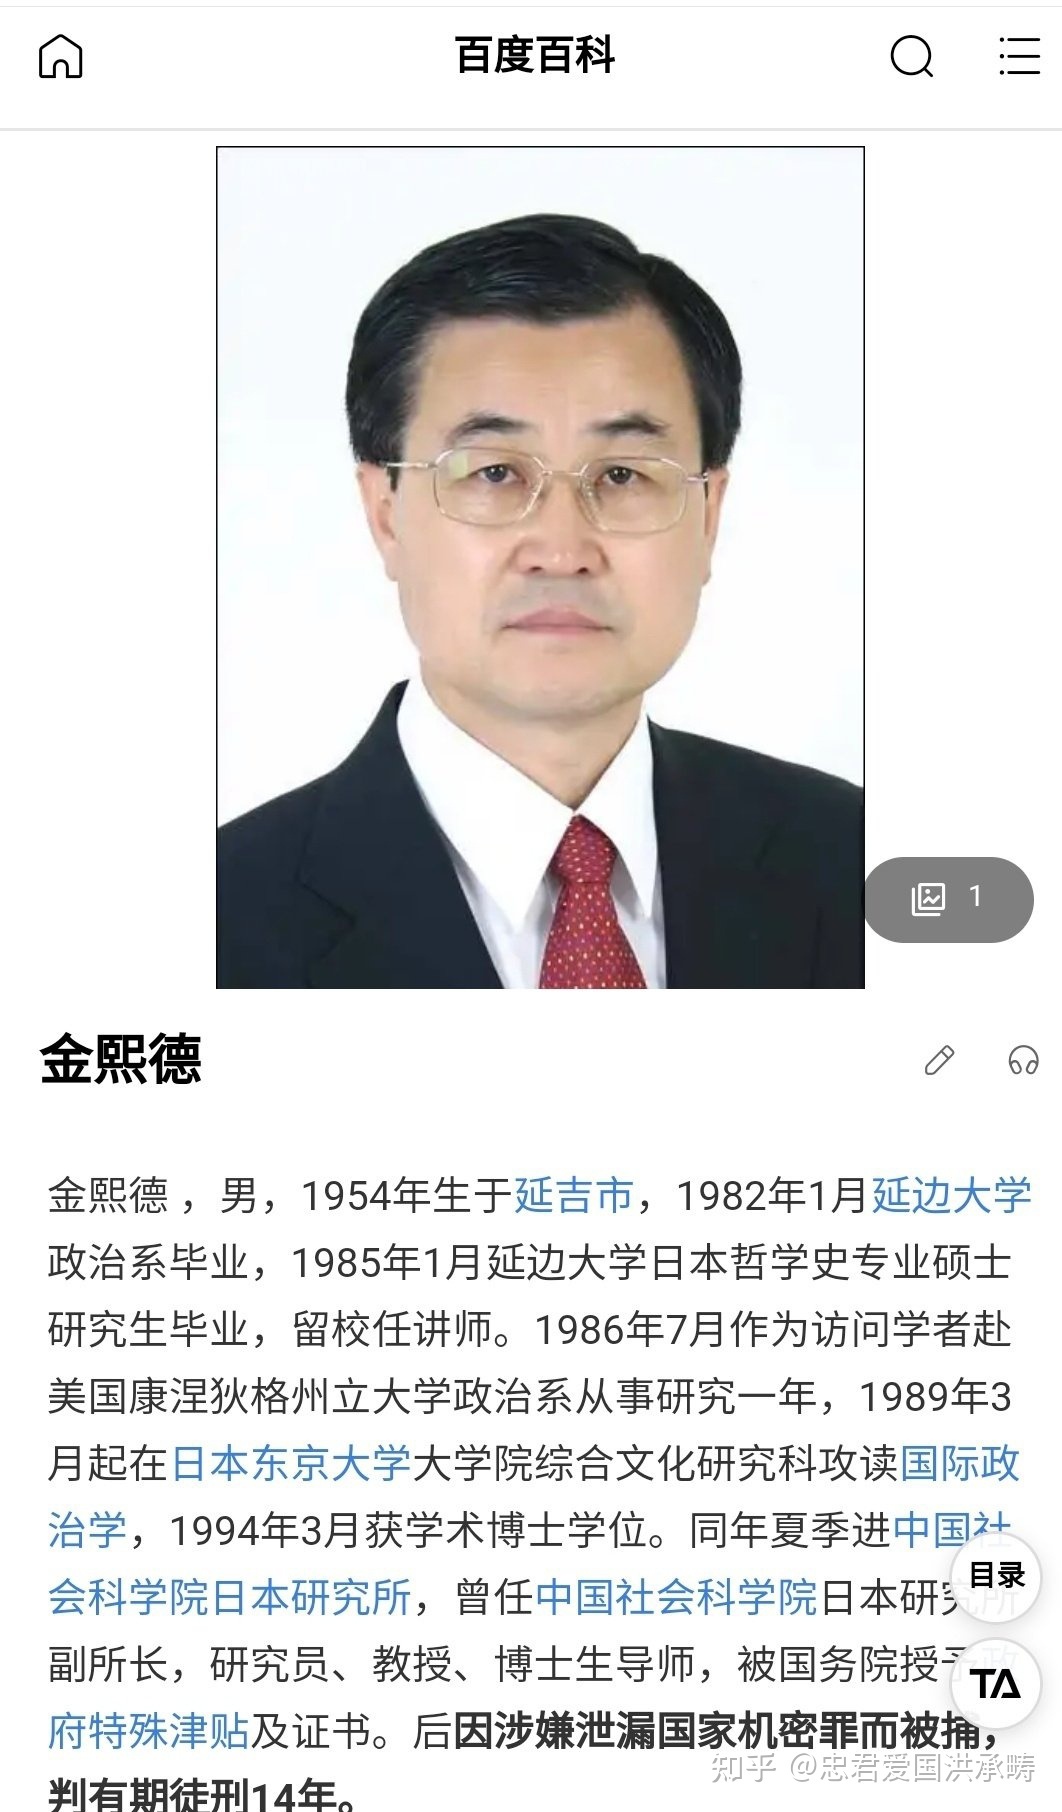 百度百科
1
金熙德
金熙德 ，男，1954年生于延吉市，1982年1月延边大学
政治系毕业，1985年1月延边大学日本哲学史专业硕士
研究生毕业，留校任讲师。1986年7月作为访问学者赴
美国康涅狄格州立大学政治系从事研究一年，1989年3
月起在日本东京大学大学院综合文化研究科攻读国际政
治学，1994年3月获学术博士学位。同年夏季进中国社
目录
会科学院日本研究所，曾任中国社会科学院日本研究所
副所长，研究员、教授、博士生导师，被国务院授予政
TA
府特殊津贴及证书。后因涉嫌泄漏国家机密罪而被捕，
知乎 @忠君爱国洪承畴
判有期徒刑14年。